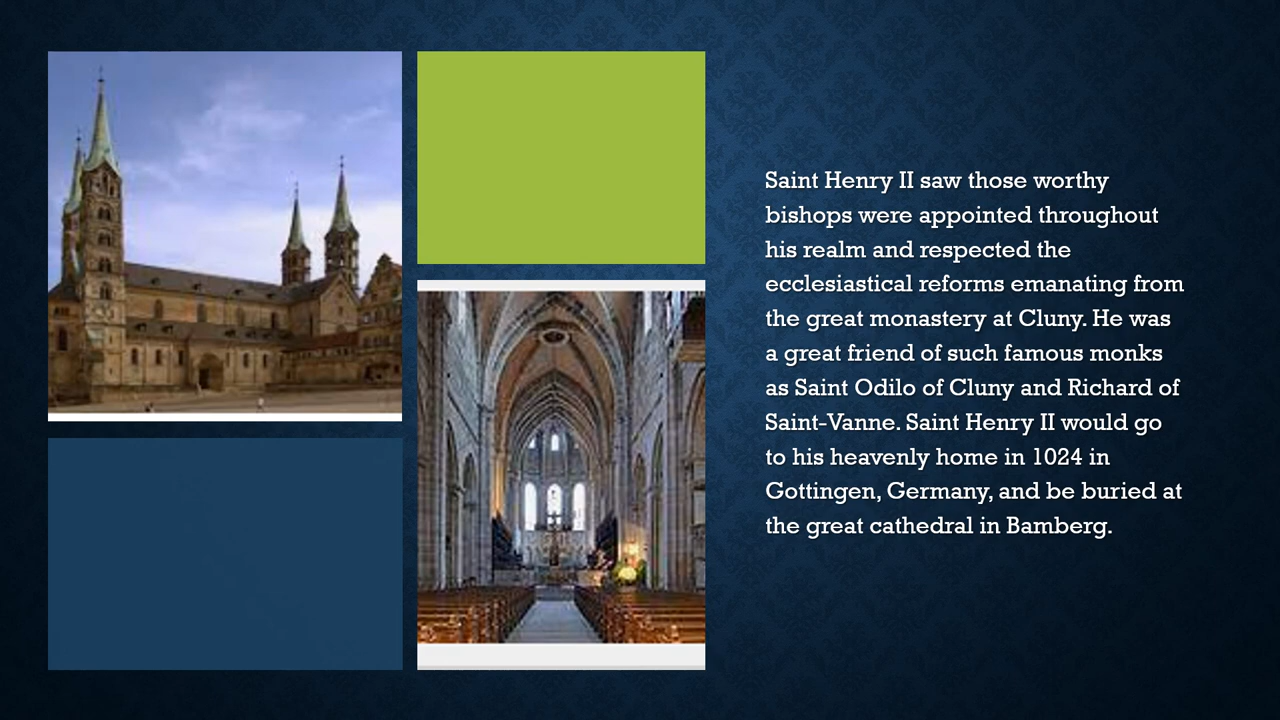 Saint Henry II saw those worthy
bishops were appointed throughout
his realm and respected the
ecclesiastical reforms emanating from
the great monastery at Cluny. He was
a great friend of such famous monks
as Saint Odilo of Cluny and Richard of
Saint-Vanne. Saint Henry II would go
to his heavenly home in 1024 in
Gottingen, Germany, and be buried at
the great cathedral in Bamberg.